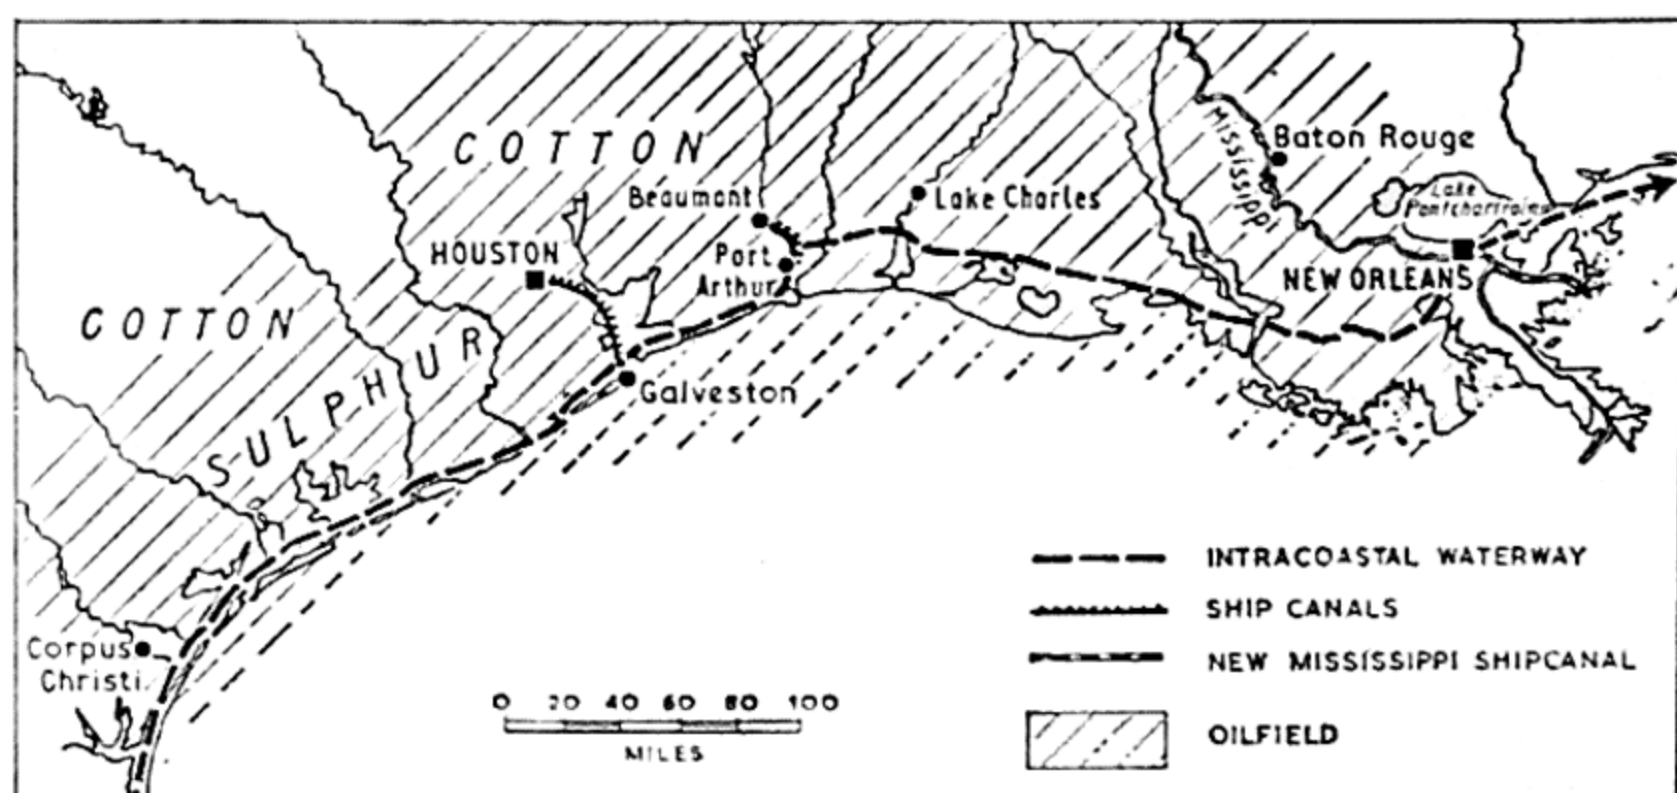 COTTON
Mississippi
Baton Rouge
Beaumont
Lake Charles
Lake
Pontchartrain
HOUSTON
Port
Arthur
NEW ORLEANS
COTTON
SULPHUR
Galveston
INTRACOASTAL WATERWAY
SHIP CANALS
Corpus
Christi
NEW MISSISSIPPI SHIPCANAL
0 20 40 60 80 100
MILES
OILFIELD